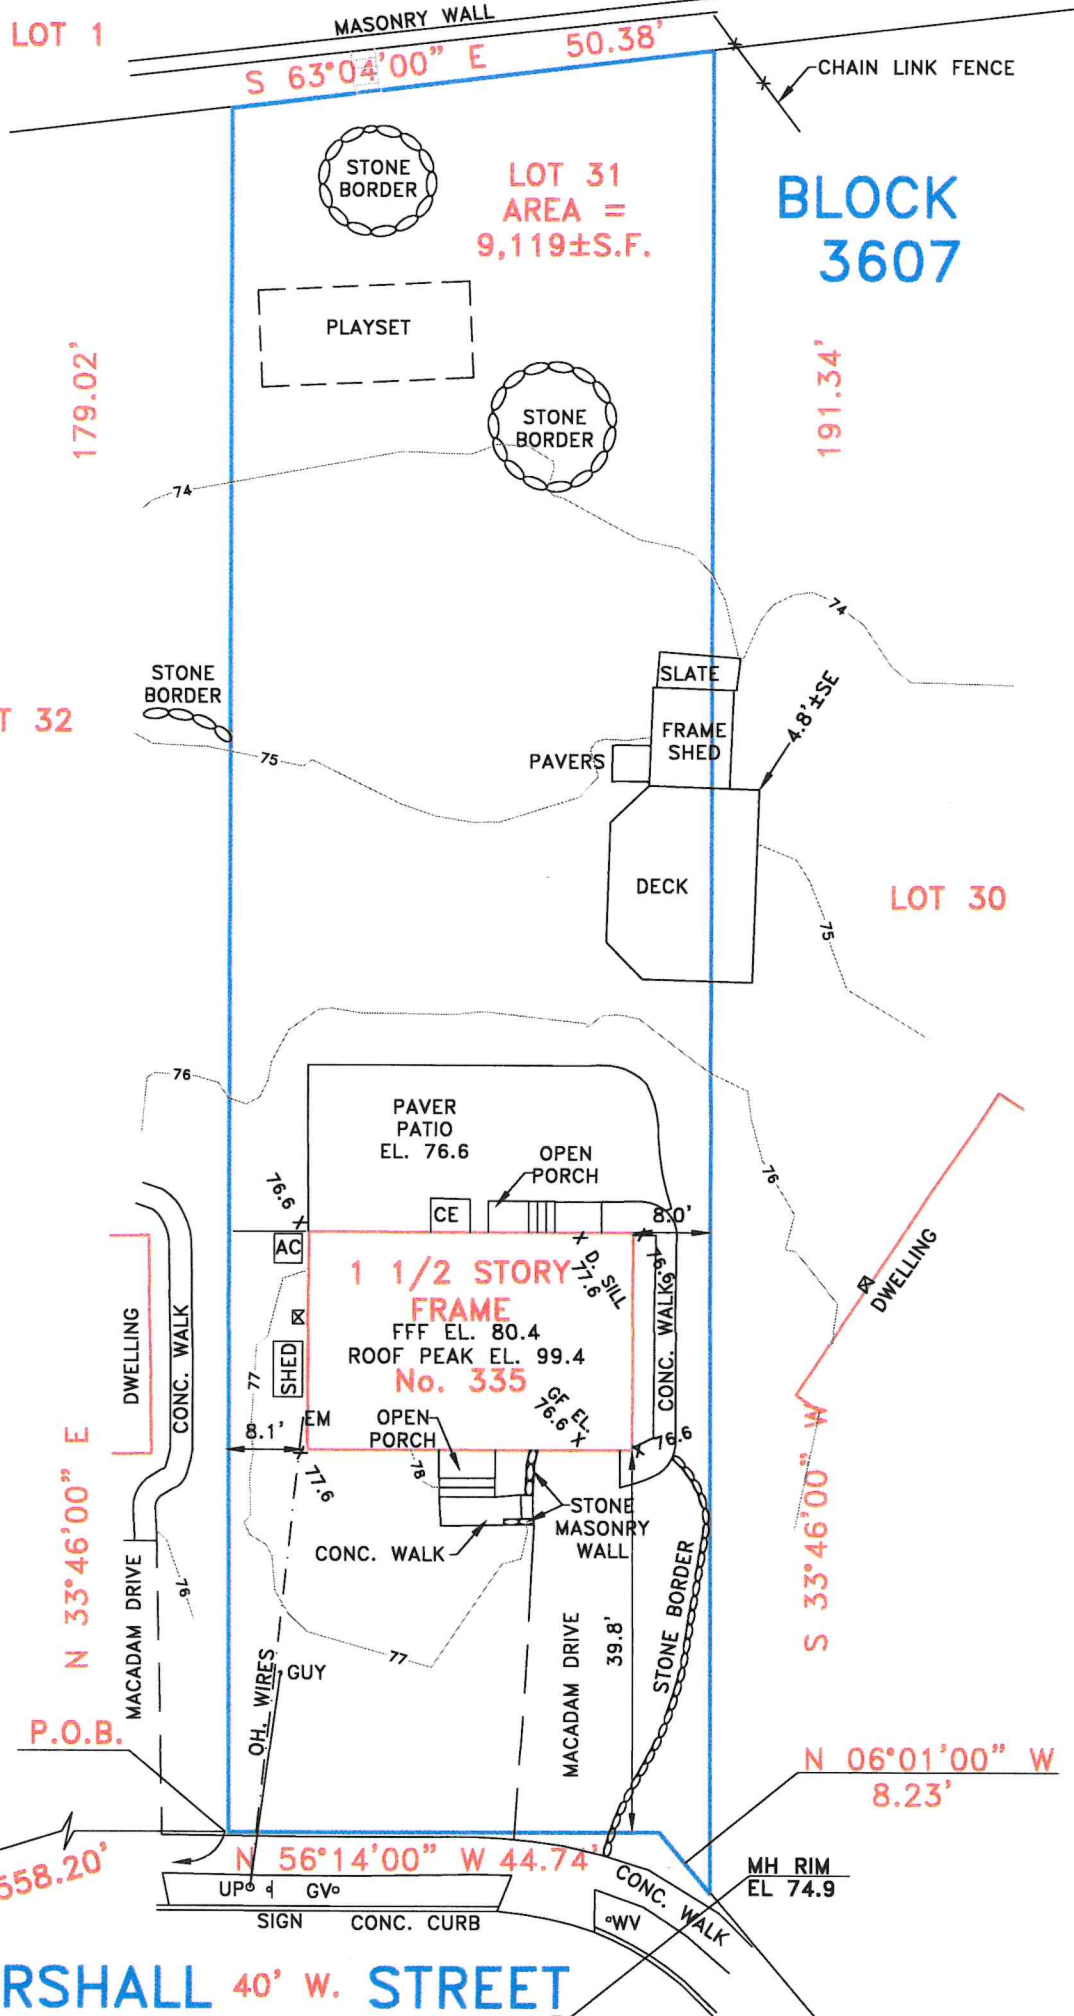 LOT 1
MASONRY WALL
S 63°04'00" E 50.38'
CHAIN LINK FENCE
STONE
BORDER
LOT 31
AREA =
9,119±S.F.
BLOCK
3607
PLAYSET
179.02'
191.34'
STONE
BORDER
74
74
STONE
BORDER
SLATE
T 32
FRAME
SHED
4.8'±SE
PAVERS
75
DECK
LOT 30
75
76
PAVER
PATIO
EL. 76.6
OPEN
PORCH
76
76.6
CE
8.0'
AC
1 1/2 STORY
FRAME
D. SILL
77.6
76.6
DWELLING
FFF EL. 80.4
ROOF PEAK EL. 99.4
No. 335
DWELLING
CONC. WALK
SHED
77
CONC. WALK
GF EL.
76.6
EM
OPEN
PORCH
8.1'
76.6
78
77.6
N 33°46'00" E
S 33°46'00" W
STONE
MASONRY
WALL
CONC. WALK
76
MACADAM DRIVE
77
MACADAM DRIVE
39.8'
STONE BORDER
GUY
OH. WIRES
P.O.B.
N 06°01'00" W
8.23'
558.20'
N 56°14'00" W 44.74'
CONC. WALK
MH RIM
EL 74.9
UP
GV
SIGN
CONC. CURB
WV
RSHALL 40' W. STREET